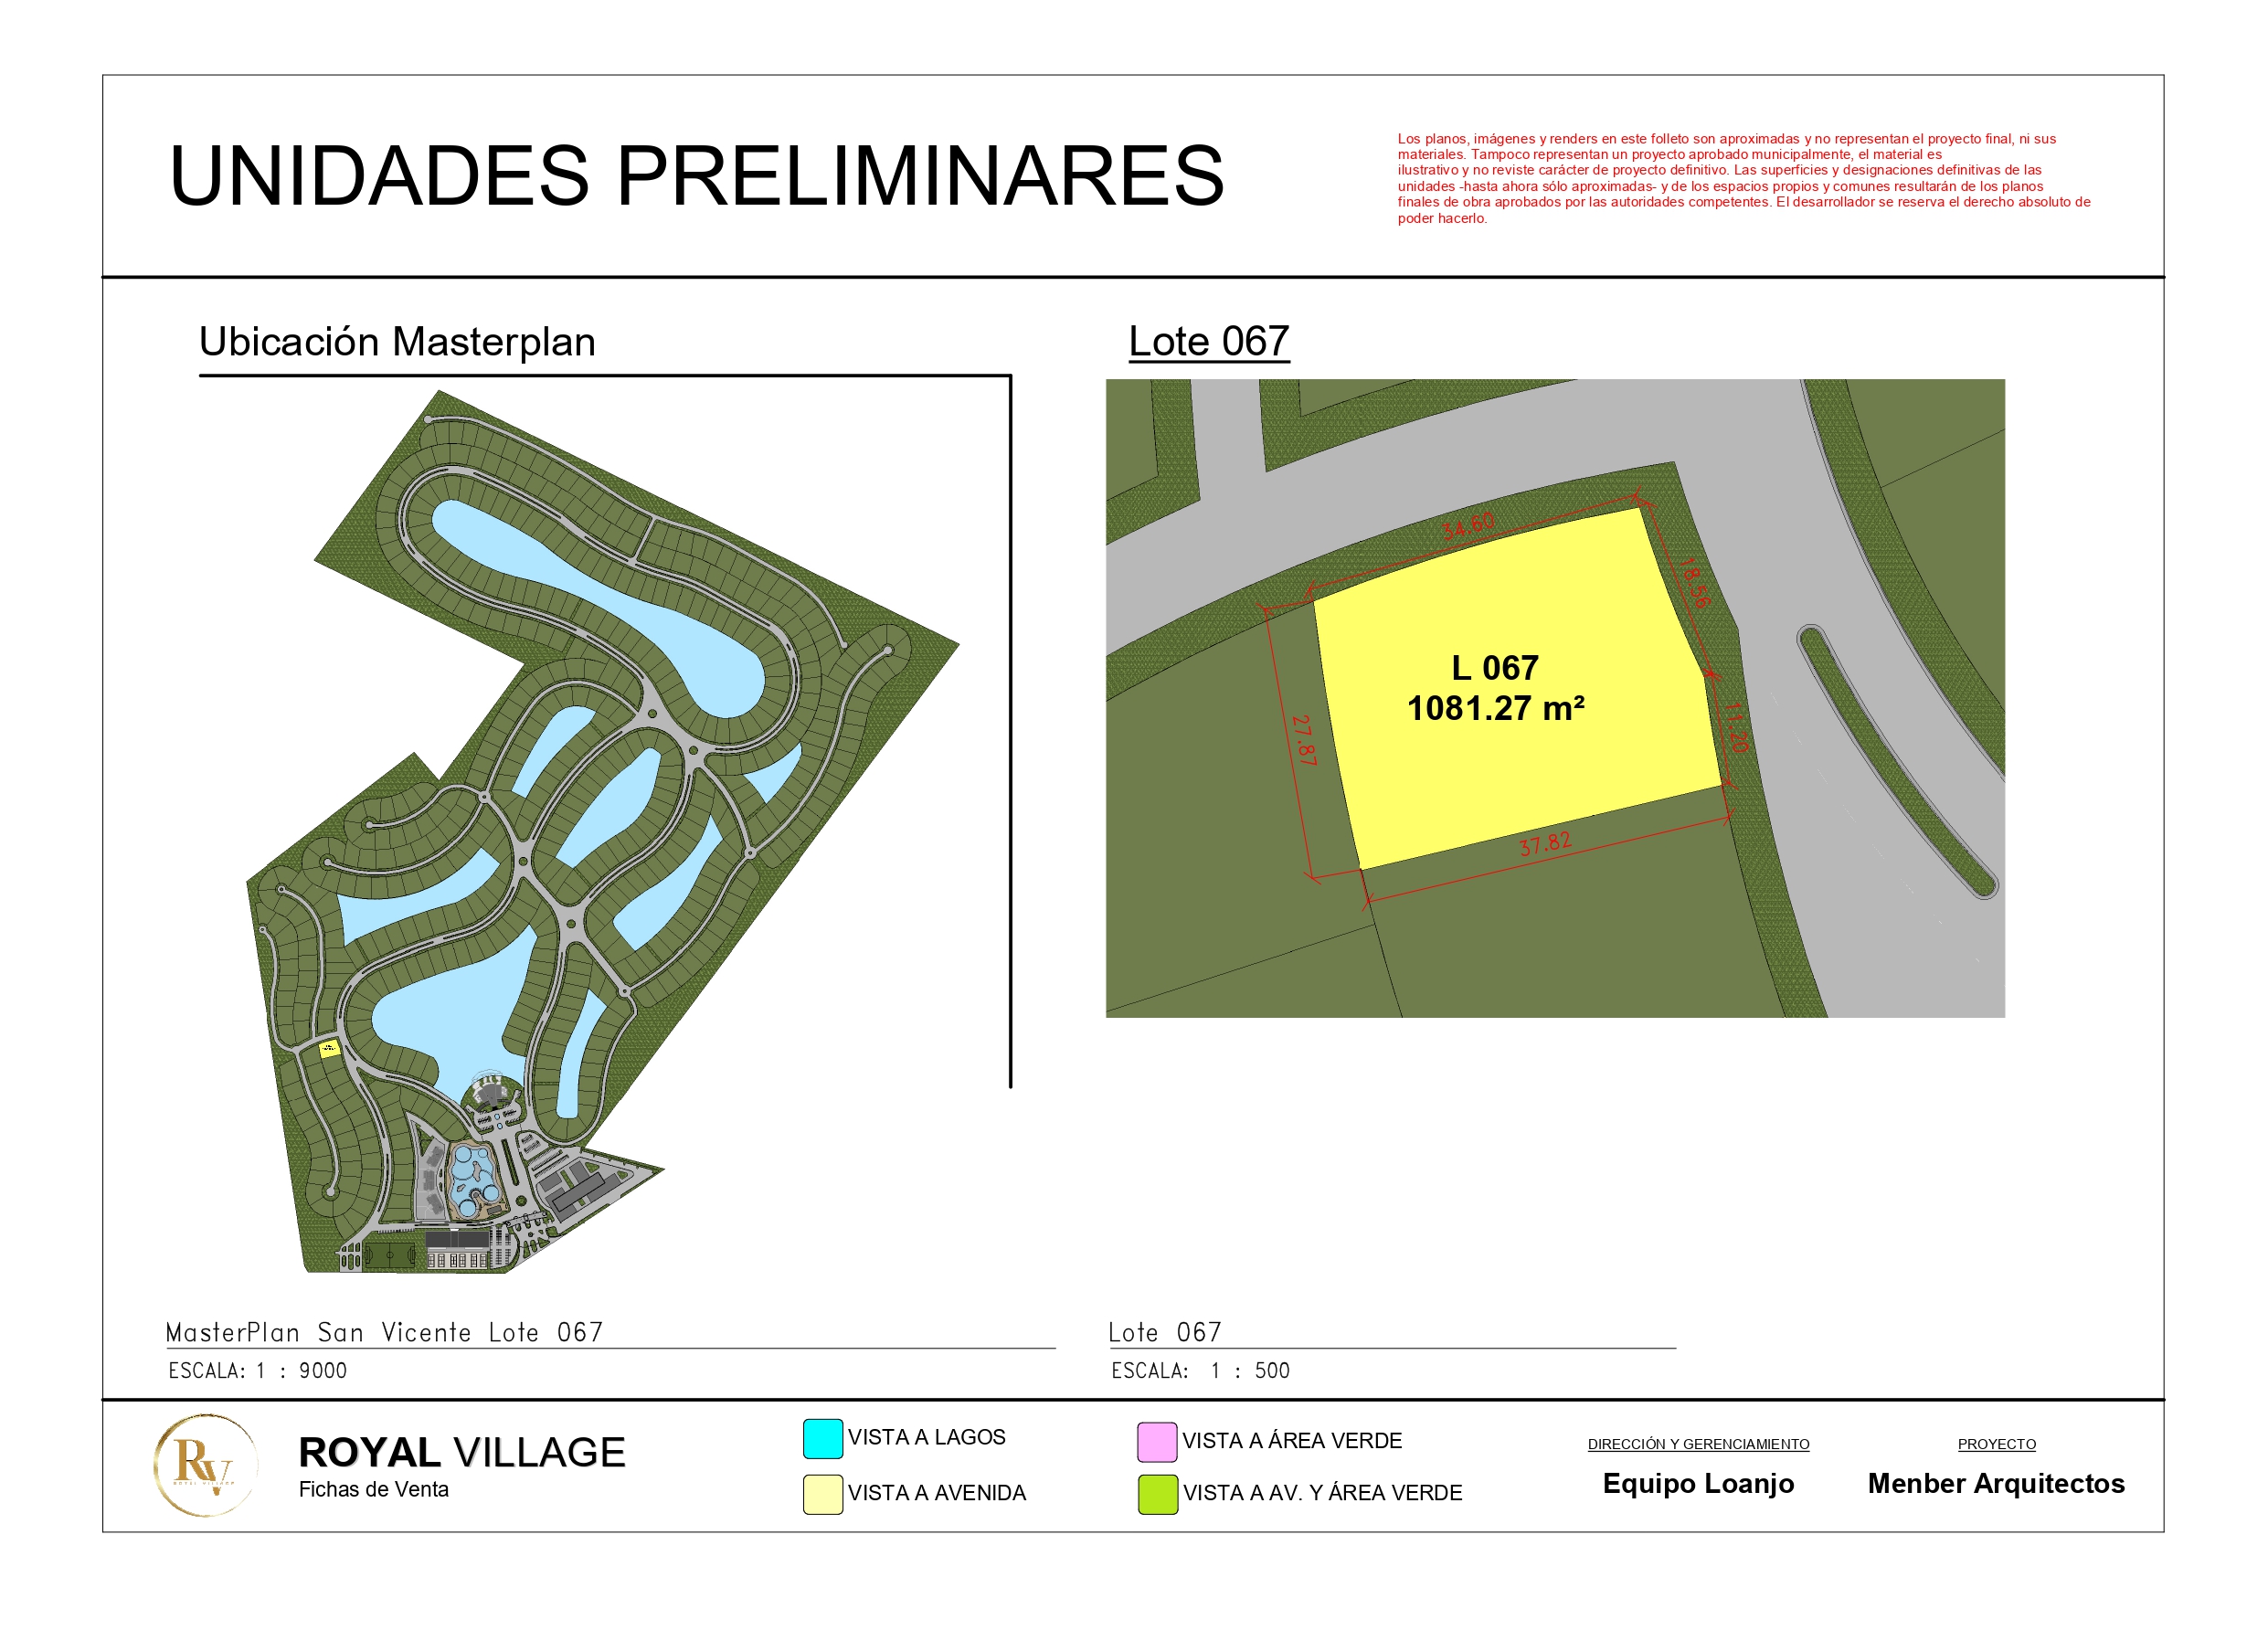 UNIDADES PRELIMINARES
Los planos, imágenes y renders en este folleto son aproximadas y no representan el proyecto final, ni sus
materiales. Tampoco representan un proyecto aprobado municipalmente, el material es
ilustrativo y no reviste carácter de proyecto definitivo. Las superficies y designaciones definitivas de las
unidades -hasta ahora sólo aproximadas- y de los espacios propios y comunes resultarán de los planos
finales de obra aprobados por las autoridades competentes. El desarrollador se reserva el derecho absoluto de
poder hacerlo.
Ubicación Masterplan
Lote 067
34.60
18.56
L 067
1081.27 m²
11.20
27.87
37.82
MasterPlan San Vicente Lote 067
ESCALA: 1 : 9000
Lote 067
ESCALA: 1 : 500
RV
ROYAL VILLAGE
ROYAL VILLAGE
Fichas de Venta
VISTA A LAGOS
VISTA A AVENIDA
VISTA A ÁREA VERDE
VISTA A AV. Y ÁREA VERDE
DIRECCIÓN Y GERENCIAMIENTO
Equipo Loanjo
PROYECTO
Menber Arquitectos